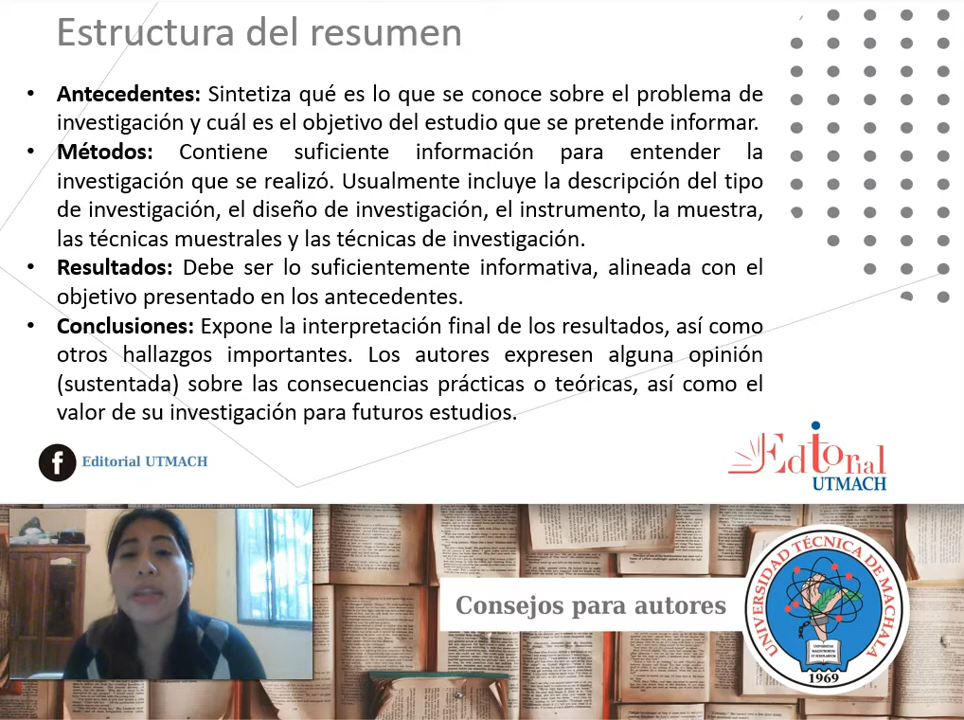 Estructura del resumen
• Antecedentes: Sintetiza qué es lo que se conoce sobre el problema de
investigación y cuál es el objetivo del estudio que se pretende informar.
• Métodos: Contiene suficiente información para entender la
investigación que se realizó. Usualmente incluye la descripción del tipo
de investigación, el diseño de investigación, el instrumento, la muestra,
las técnicas muestrales y las técnicas de investigación.
• Resultados: Debe ser lo suficientemente informativa, alineada con el
objetivo presentado en los antecedentes.
• Conclusiones: Expone la interpretación final de los resultados, así como
otros hallazgos importantes. Los autores expresen alguna opinión
(sustentada) sobre las consecuencias prácticas o teóricas, así como el
valor de su investigación para futuros estudios.
f Editorial UTMACH
Editorial
UTMACH
Consejos para autores
UNIVERSIDAD TÉCNICA DE MACHALA
1969